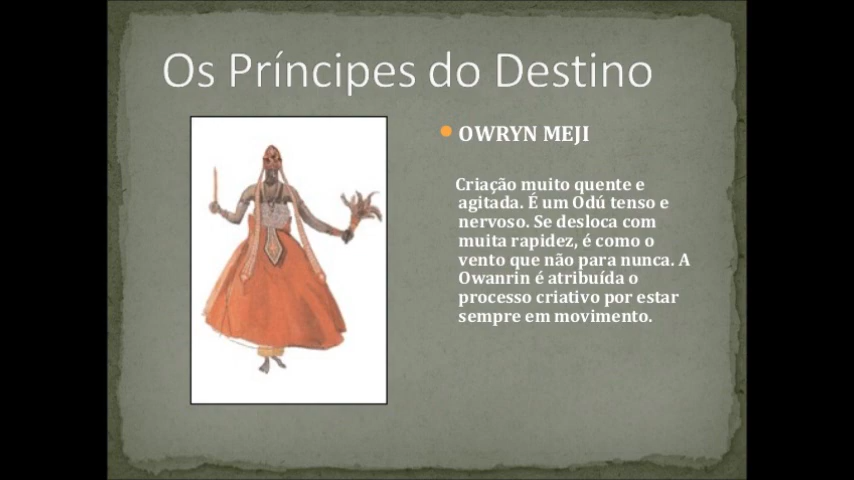 Os Príncipes do Destino
OWRYN MEJI
Criação muito quente e
agitada. É um Odú tenso e
nervoso. Se desloca com
muita rapidez, é como o
vento que não para nunca. A
Owanrin é atribuída o
processo criativo por estar
sempre em movimento.